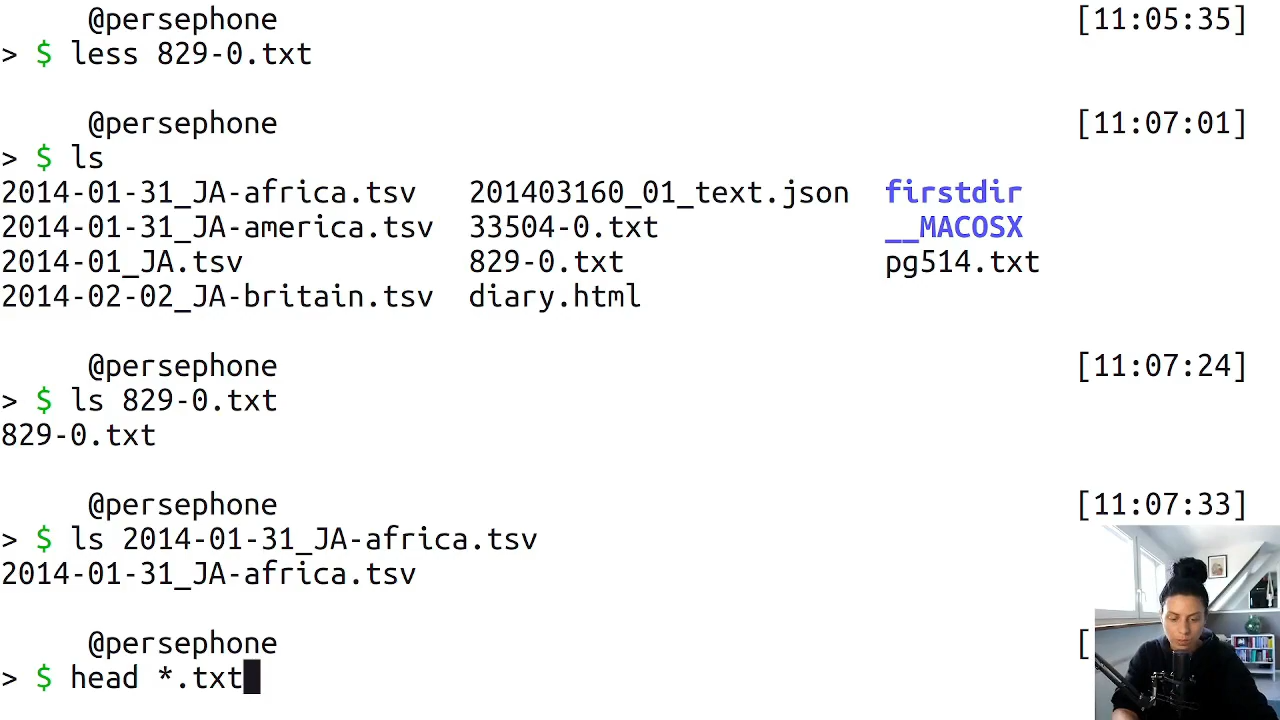 @persephone [11:05:35]
> $ less 829-0.txt
@persephone [11:07:01]
> $ ls
2014-01-31_JA-africa.tsv 201403160_01_text.json firstdir
2014-01-31_JA-america.tsv 33504-0.txt __MACOSX
2014-01_JA.tsv 829-0.txt pg514.txt
2014-02-02_JA-britain.tsv diary.html
@persephone [11:07:24]
> $ ls 829-0.txt
829-0.txt
@persephone [11:07:33]
> $ ls 2014-01-31_JA-africa.tsv
2014-01-31_JA-africa.tsv
@persephone [
> $ head *.txt